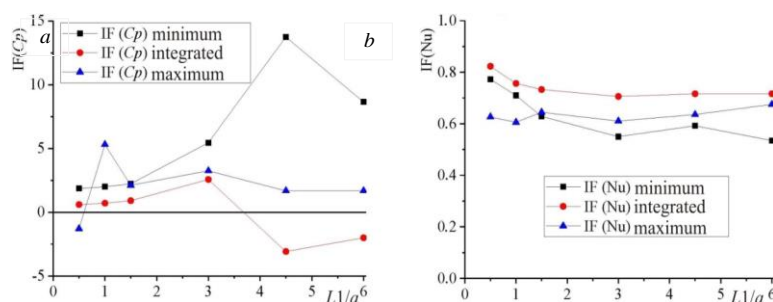 a
IF(Cp)
15
10
5
0
-5
IF (Cp) minimum
IF (Cp) integrated
IF (Cp) maximum
0 1 2 3 4 5 6
L1/a
b
IF(Nu)
1.0
0.8
0.6
0.4
0.2
0.0
IF (Nu) minimum
IF (Nu) integrated
IF (Nu) maximum
0 1 2 3 4 5 6
L1/a